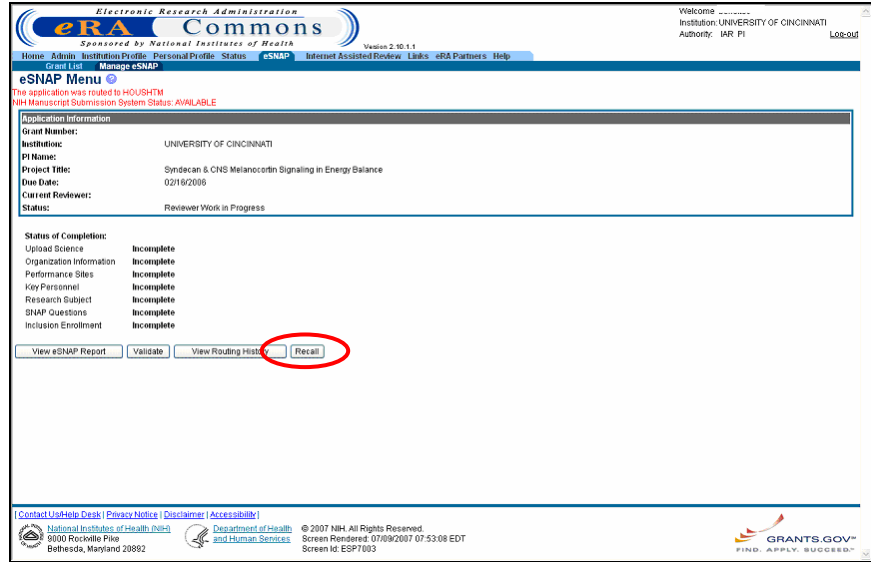 Electronic Research Administration
eRA Commons
Sponsored by National Institutes of Health
Version 2.10.1.1
Welcome
Institution: UNIVERSITY OF CINCINNATI
Authority: IAR PI
Log-out
Home Admin Institution Profile Personal Profile Status eSNAP Internet Assisted Review Links eRA Partners Help
Grant List Manage eSNAP
eSNAP Menu ?
The application was routed to HOUSHTM
NIH Manuscript Submission System Status: AVAILABLE
Application Information
Grant Number:
Institution: UNIVERSITY OF CINCINNATI
PI Name:
Project Title: Syndecan & CNS Melanocortin Signaling in Energy Balance
Due Date: 02/16/2006
Current Reviewer:
Status: Reviewer Work in Progress
Status of Completion:
Upload Science Incomplete
Organization Information Incomplete
Performance Sites Incomplete
Key Personnel Incomplete
Research Subject Incomplete
SNAP Questions Incomplete
Inclusion Enrollment Incomplete
View eSNAP Report Validate View Routing History Recall
[ Contact Us/Help Desk | Privacy Notice | Disclaimer | Accessibility ]
National Institutes of Health (NIH)
9000 Rockville Pike
Bethesda, Maryland 20892
Department of Health
and Human Services
© 2007 NIH. All Rights Reserved.
Screen Rendered: 07/09/2007 07:53:08 EDT
Screen Id: ESP7003
GRANTS.GOV℠
FIND. APPLY. SUCCEED.℠